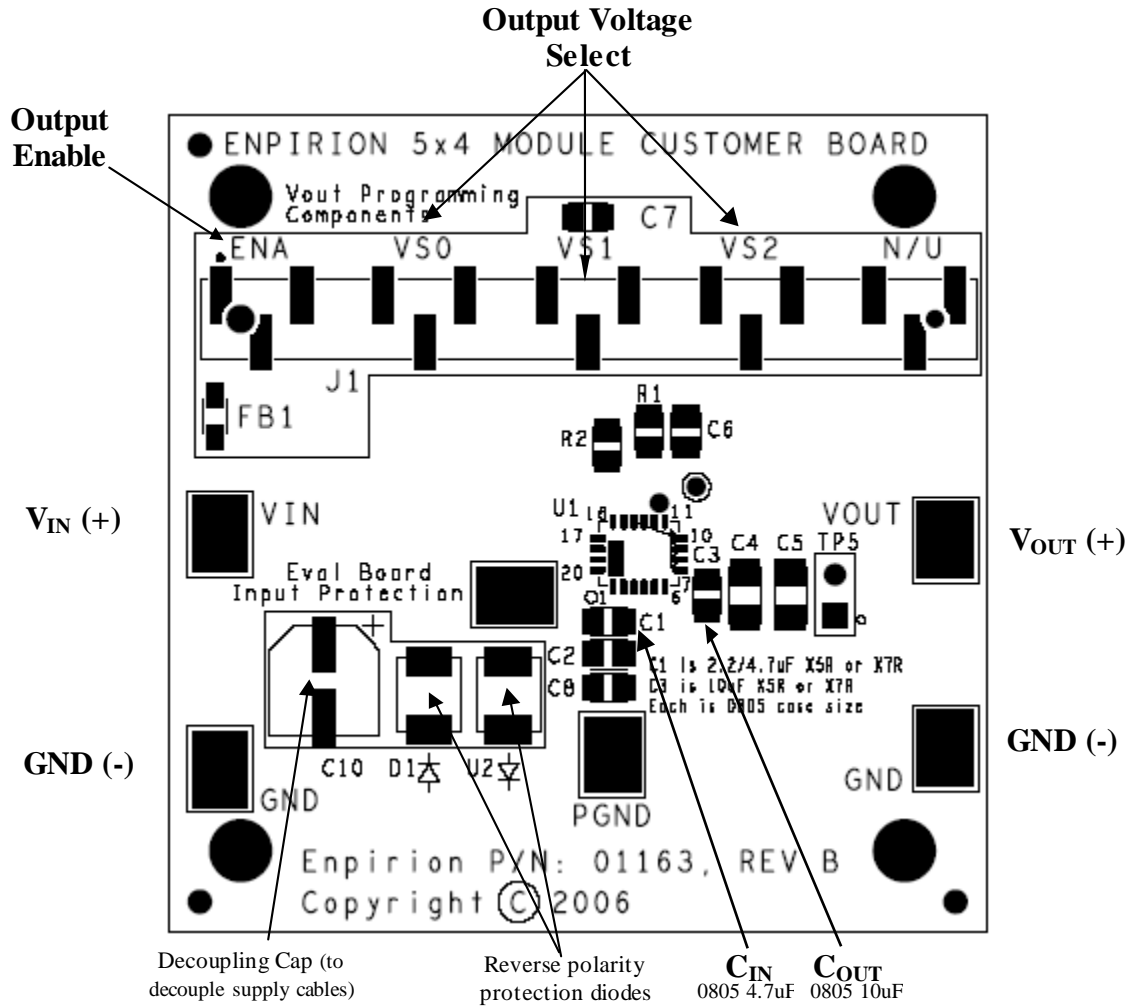 Output Voltage
Select
Output
Enable
ENPIRION 5x4 MODULE CUSTOMER BOARD
Vout Programming
Components
C7
ENA VS0 VS1 VS2 N/U
J1
FB1
R1
R2
C6
VIN (+)
VIN
U1
16
11
17
10
20
7
6
VOUT
VOUT (+)
C3
C4
C5
TP5
Eval Board
Input Protection
+
C1
C2
C8
C1 is 2.2/4.7uF X5R or X7R
C3 is 10uF X5R or X7R
Each is 0805 case size
GND (-)
GND
C10
D1
U2
PGND
GND
GND (-)
Enpirion P/N: 01163, REV B
Copyright © 2006
Decoupling Cap (to
decouple supply cables)
Reverse polarity
protection diodes
CIN
0805 4.7uF
COUT
0805 10uF